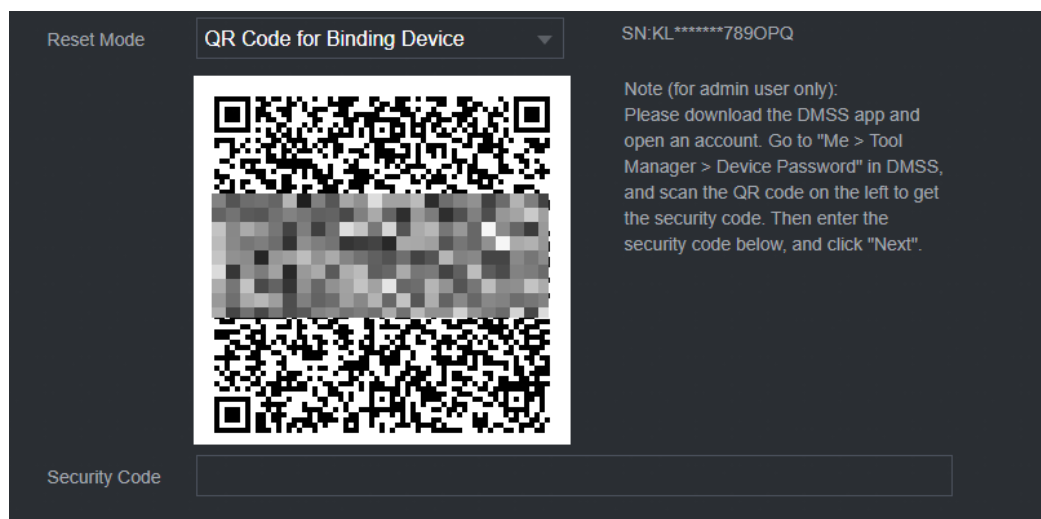 Reset Mode
QR Code for Binding Device
SN:KL*******789OPQ
Note (for admin user only):
Please download the DMSS app and
open an account. Go to "Me > Tool
Manager > Device Password" in DMSS,
and scan the QR code on the left to get
the security code. Then enter the
security code below, and click "Next".
Security Code